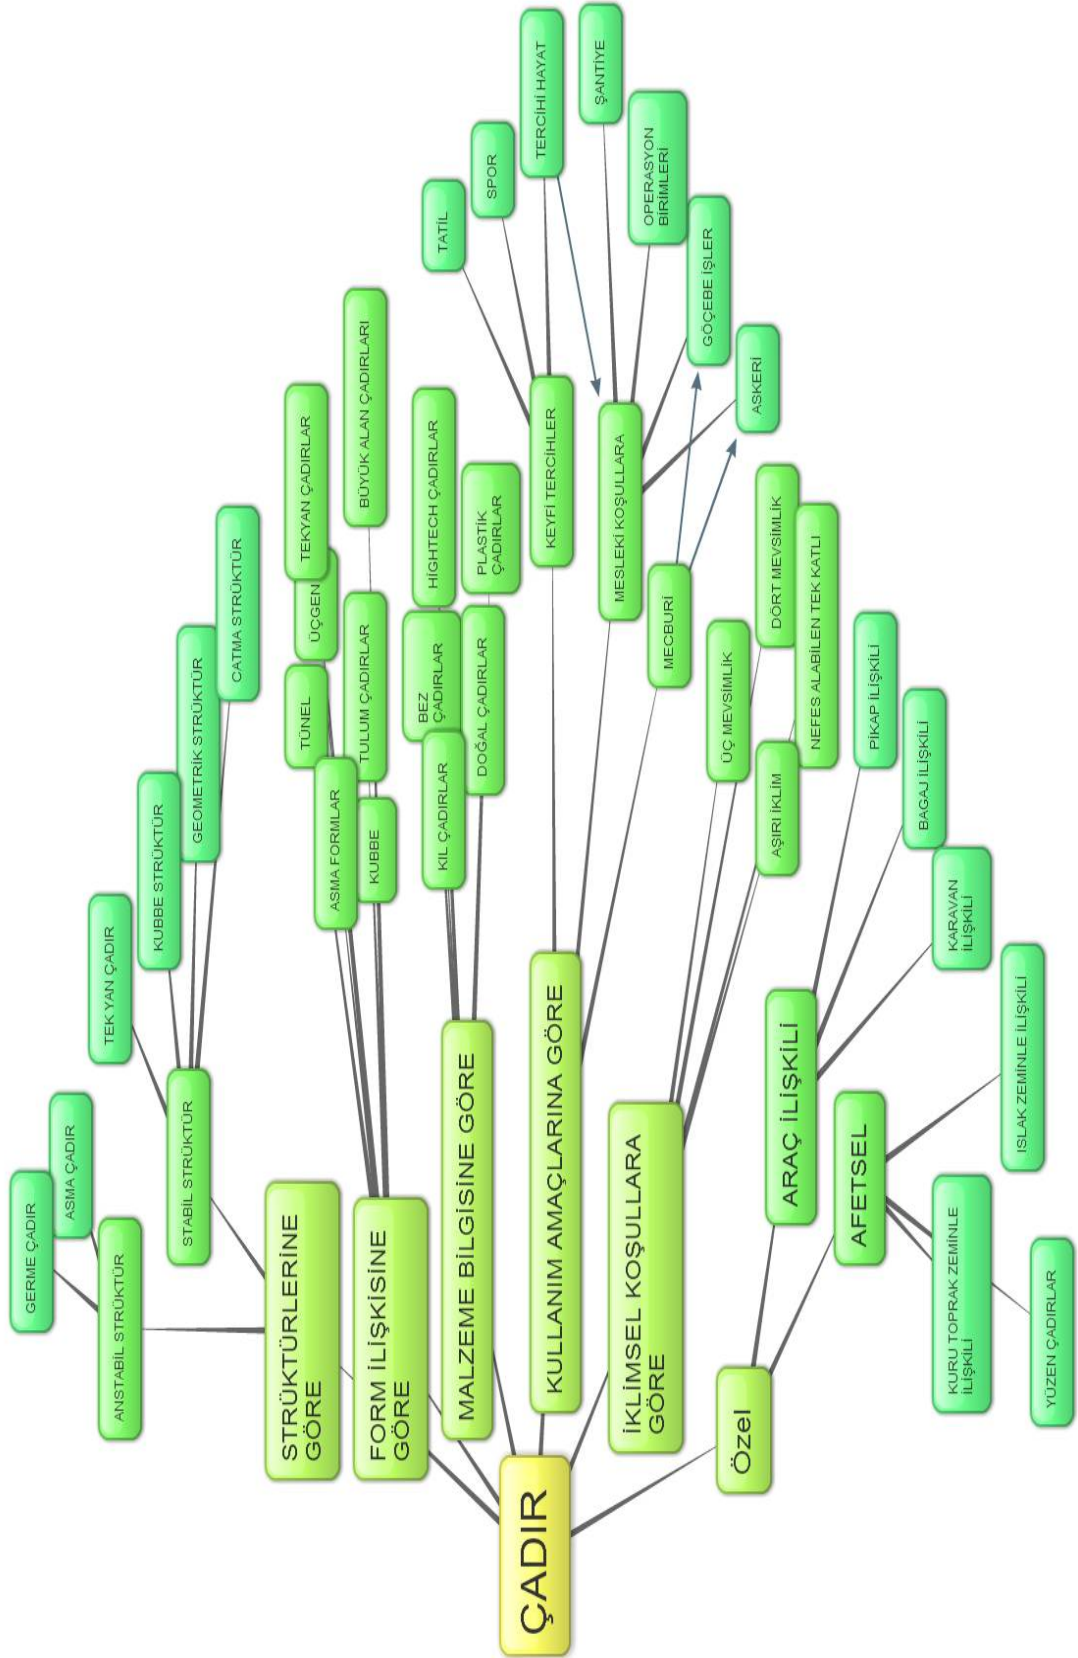 ÇADIR
STRÜKTÜRLERİNE
GÖRE
ANSTABİL STRÜKTÜR
GERME ÇADIR
ASMA ÇADIR
STABİL STRÜKTÜR
TEK YAN ÇADIR
KUBBE STRÜKTÜR
GEOMETRİK STRÜKTÜR
CATMA STRÜKTÜR
FORM İLİŞKİSİNE
GÖRE
TÜNEL
ÜÇGEN
TEKYAN ÇADIRLAR
ASMA FORMLAR
KUBBE
TULUM ÇADIRLAR
BÜYÜK ALAN ÇADIRLARI
MALZEME BİLGİSİNE GÖRE
KIL ÇADIRLAR
BEZ
ÇADIRLAR
HİGHTECH ÇADIRLAR
DOĞAL ÇADIRLAR
PLASTİK
ÇADIRLAR
KULLANIM AMAÇLARINA GÖRE
KEYFİ TERCİHLER
TATİL
SPOR
TERCİHİ HAYAT
MESLEKİ KOŞULLARA
ŞANTİYE
OPERASYON
BİRİMLERİ
GÖÇEBE İŞLER
ASKERİ
MECBURİ
İKLİMSEL KOŞULLARA
GÖRE
ÜÇ MEVSİMLİK
DÖRT MEVSİMLİK
AŞIRI İKLİM
NEFES ALABİLEN TEK KATLI
Özel
ARAÇ İLİŞKİLİ
PİKAP İLİŞKİLİ
BAGAJ İLİŞKİLİ
KARAVAN
İLİŞKİLİ
AFETSEL
ISLAK ZEMİNLE İLİŞKİLİ
KURU TOPRAK ZEMİNLE
İLİŞKİLİ
YÜZEN ÇADIRLAR